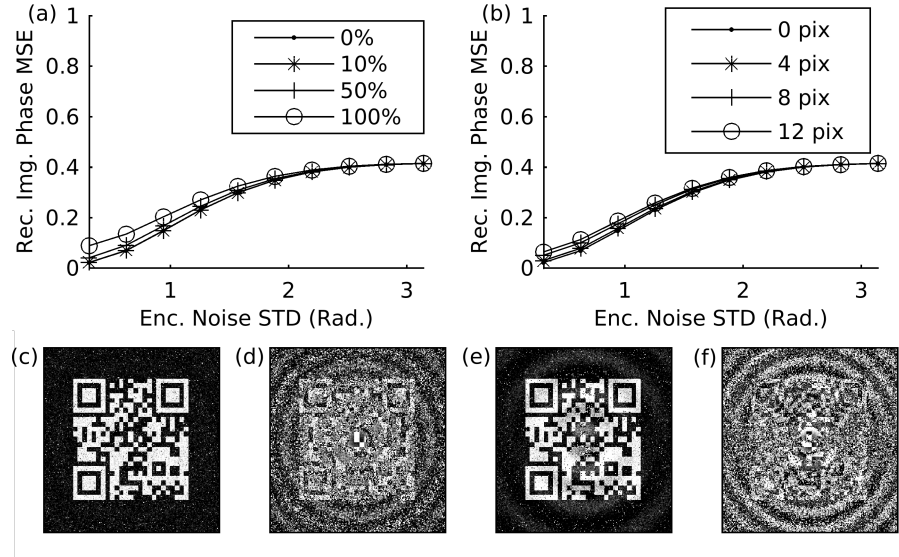 (a)
Rec. Img. Phase MSE
1
0.8
0.6
0.4
0.2
0
0%
10%
50%
100%
1 2 3
Enc. Noise STD (Rad.)
(b)
Rec. Img. Phase MSE
1
0.8
0.6
0.4
0.2
0
0 pix
4 pix
8 pix
12 pix
1 2 3
Enc. Noise STD (Rad.)
(c)
(d)
(e)
(f)